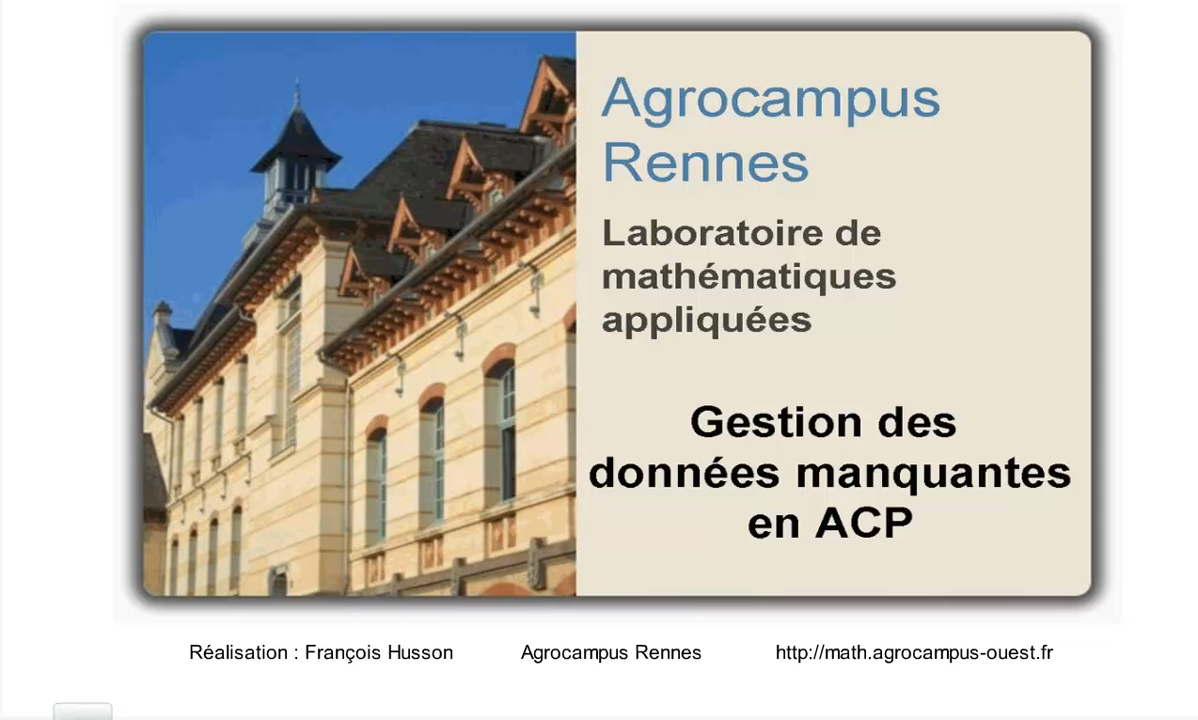 Agrocampus
Rennes
Laboratoire de
mathématiques
appliquées
Gestion des
données manquantes
en ACP
Réalisation : François Husson Agrocampus Rennes http://math.agrocampus-ouest.fr